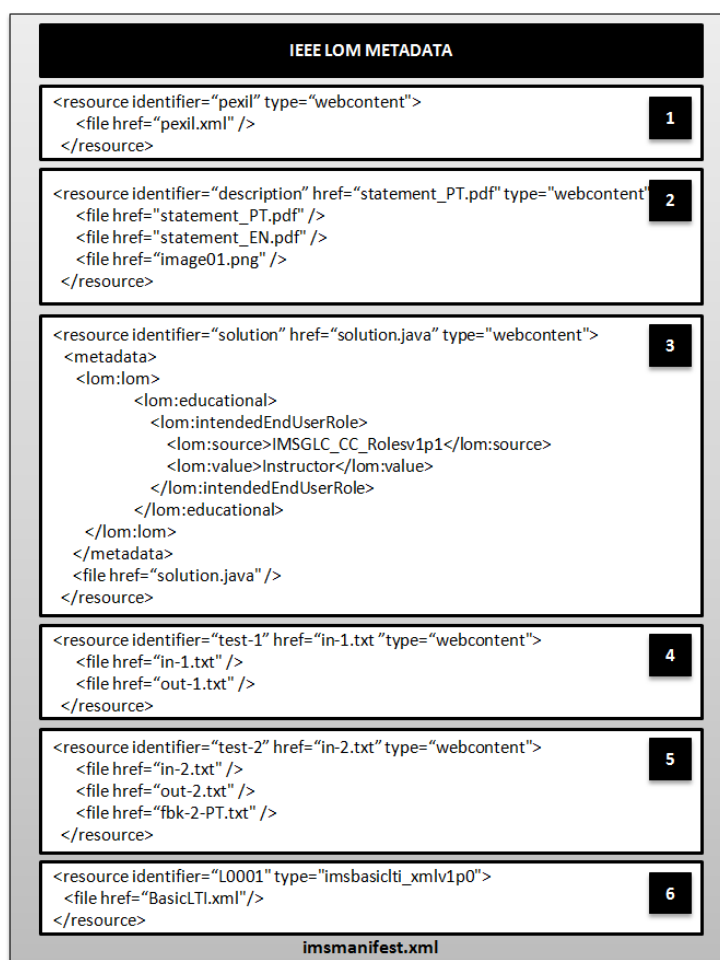 IEEE LOM METADATA
<resource identifier=“pexil” type=“webcontent">
<file href=“pexil.xml" />
</resource>
1
<resource identifier=“description” href=“statement_PT.pdf" type="webcontent"
<file href="statement_PT.pdf" />
<file href="statement_EN.pdf" />
<file href=“image01.png" />
</resource>
2
<resource identifier=“solution” href=“solution.java” type="webcontent">
<metadata>
<lom:lom>
<lom:educational>
<lom:intendedEndUserRole>
<lom:source>IMSGLC_CC_Rolesv1p1</lom:source>
<lom:value>Instructor</lom:value>
</lom:intendedEndUserRole>
</lom:educational>
</lom:lom>
</metadata>
<file href=“solution.java" />
</resource>
3
<resource identifier=“test-1” href=“in-1.txt ”type=“webcontent">
<file href=“in-1.txt" />
<file href=“out-1.txt" />
</resource>
4
<resource identifier=“test-2” href=“in-2.txt” type=“webcontent">
<file href=“in-2.txt" />
<file href=“out-2.txt" />
<file href=“fbk-2-PT.txt" />
</resource>
5
<resource identifier=“L0001" type="imsbasiclti_xmlv1p0">
<file href=“BasicLTI.xml"/>
</resource>
6
imsmanifest.xml